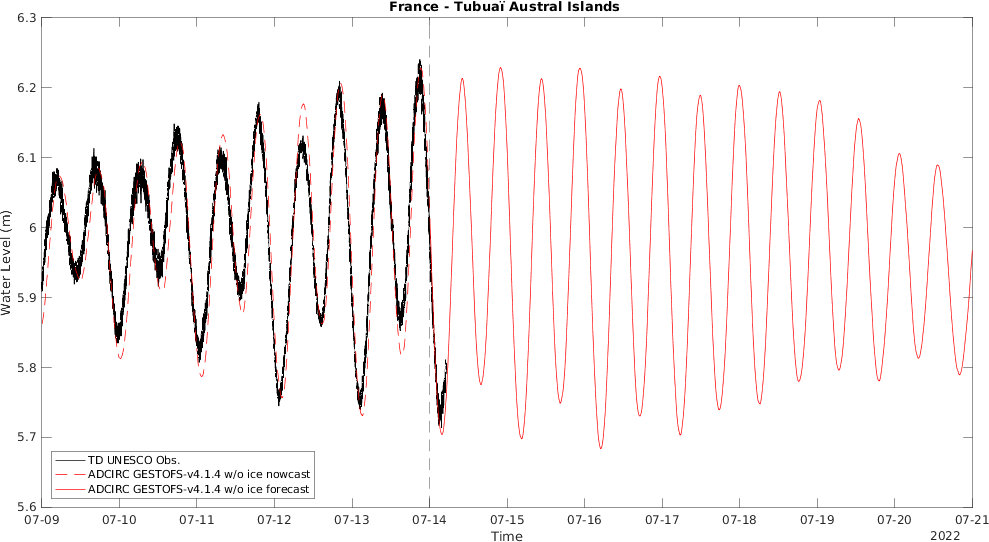 France - Tubuaï Austral Islands
6.3
6.2
6.1
6
5.9
5.8
5.7
5.6
Water Level (m)
TD UNESCO Obs.
ADCIRC GESTOFS-v4.1.4 w/o ice nowcast
ADCIRC GESTOFS-v4.1.4 w/o ice forecast
07-09 07-10 07-11 07-12 07-13 07-14 07-15 07-16 07-17 07-18 07-19 07-20 07-21
Time
2022